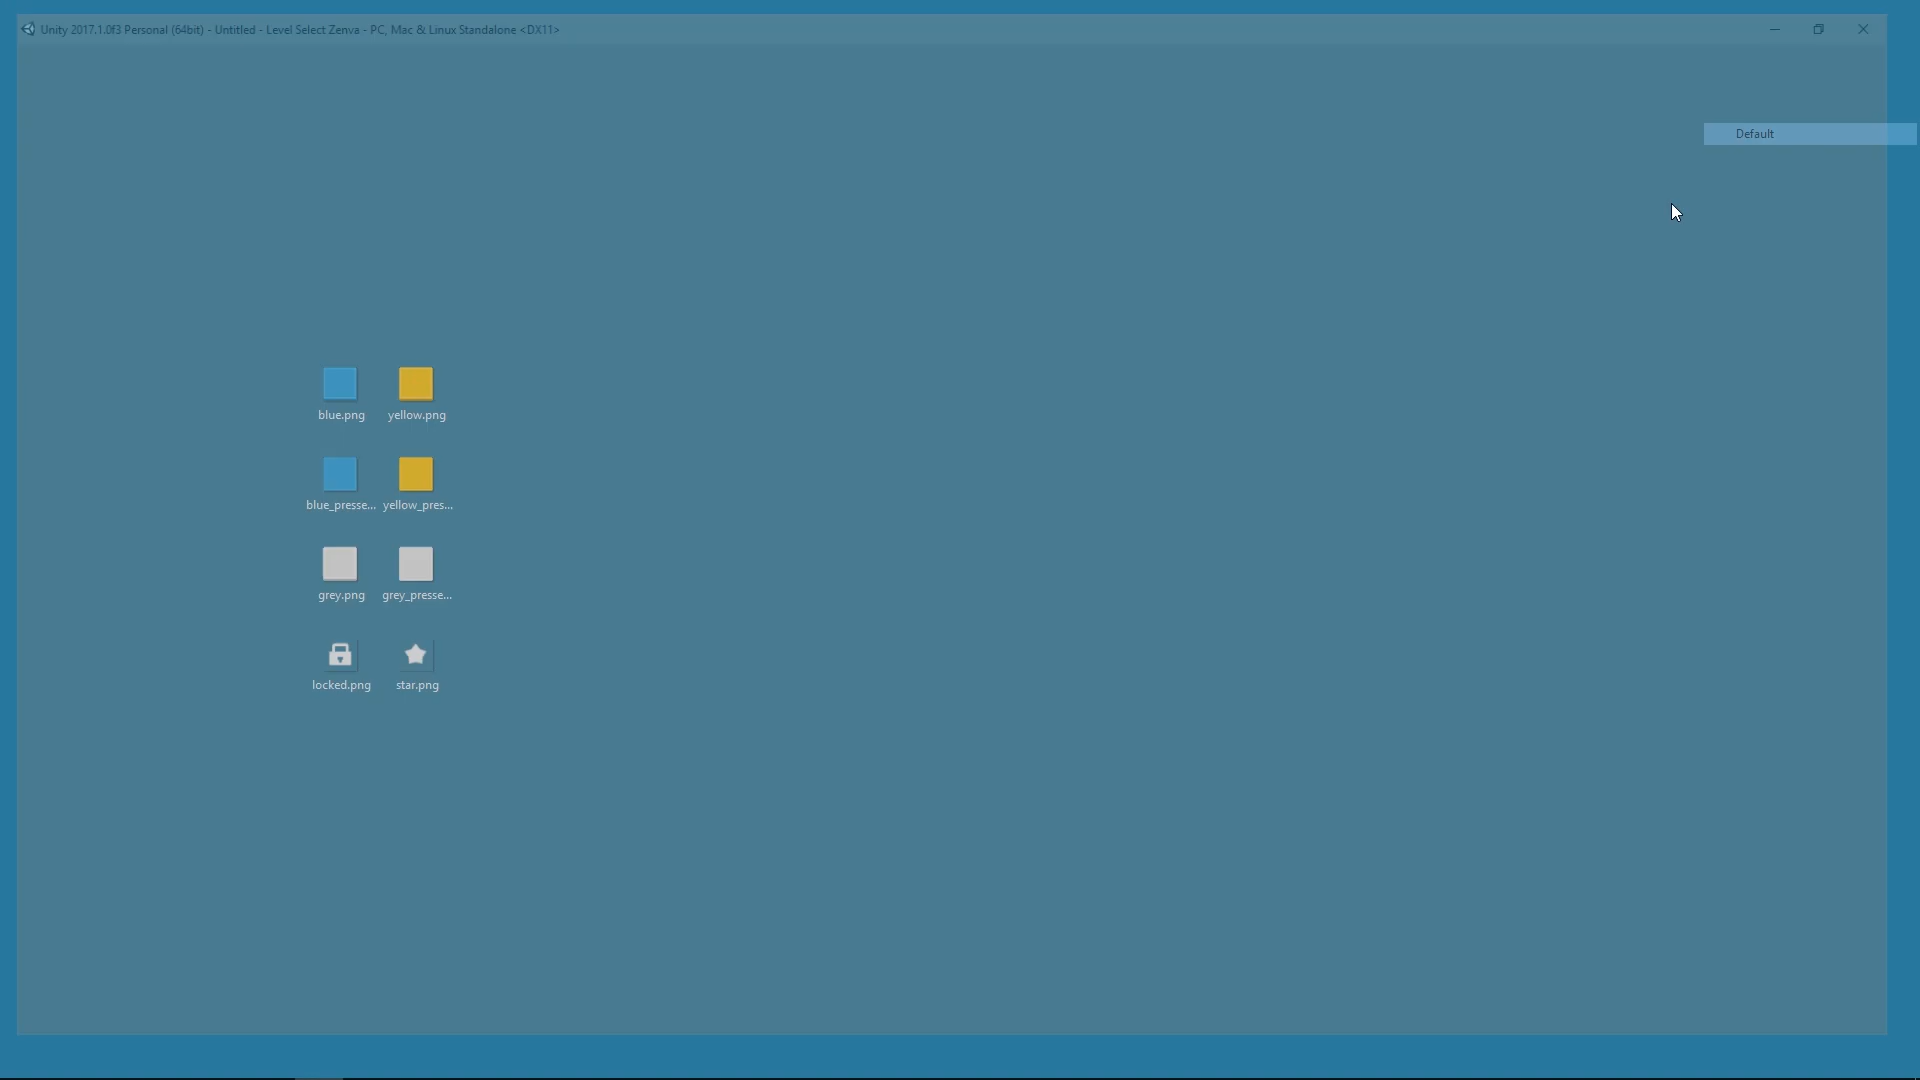 Unity 2017.1.0f3 Personal (64bit) - Untitled - Level Select Zenva - PC, Mac & Linux Standalone <DX11>
Default
blue.png
yellow.png
blue_presse...
yellow_pres...
grey.png
grey_presse...
locked.png
star.png